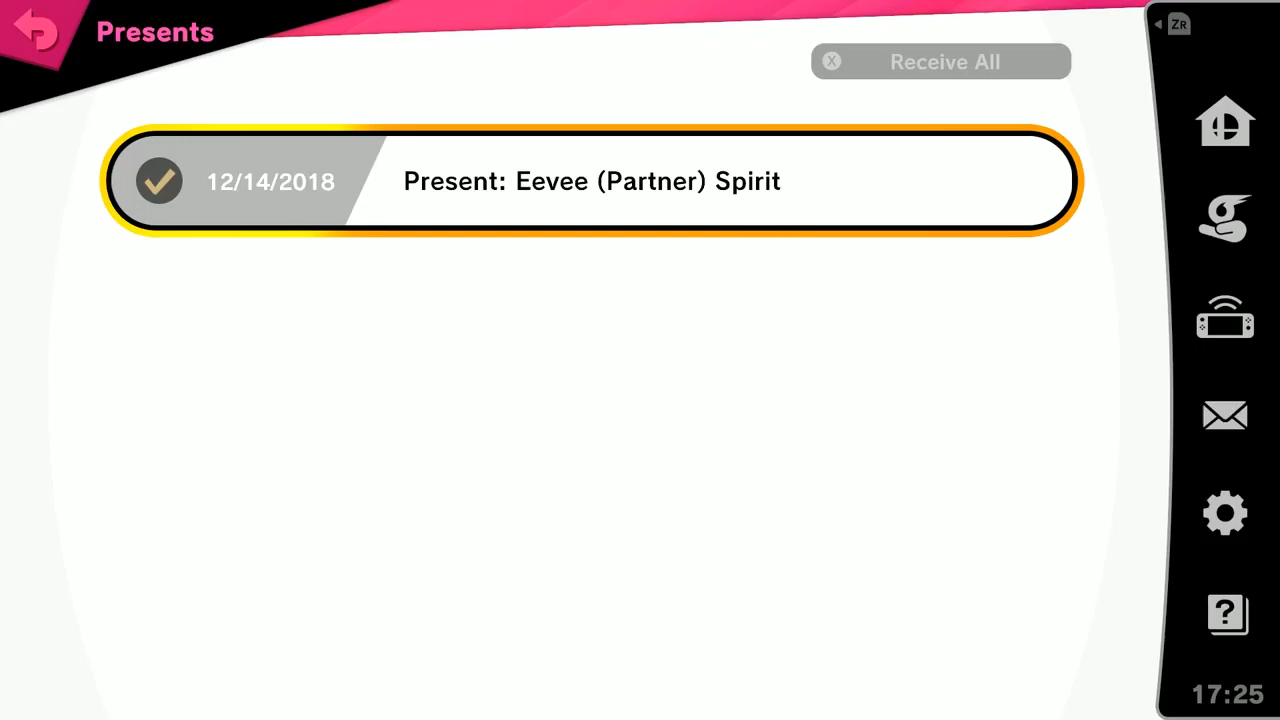 Presents
ZR
X Receive All
12/14/2018 Present: Eevee (Partner) Spirit
?
17:25